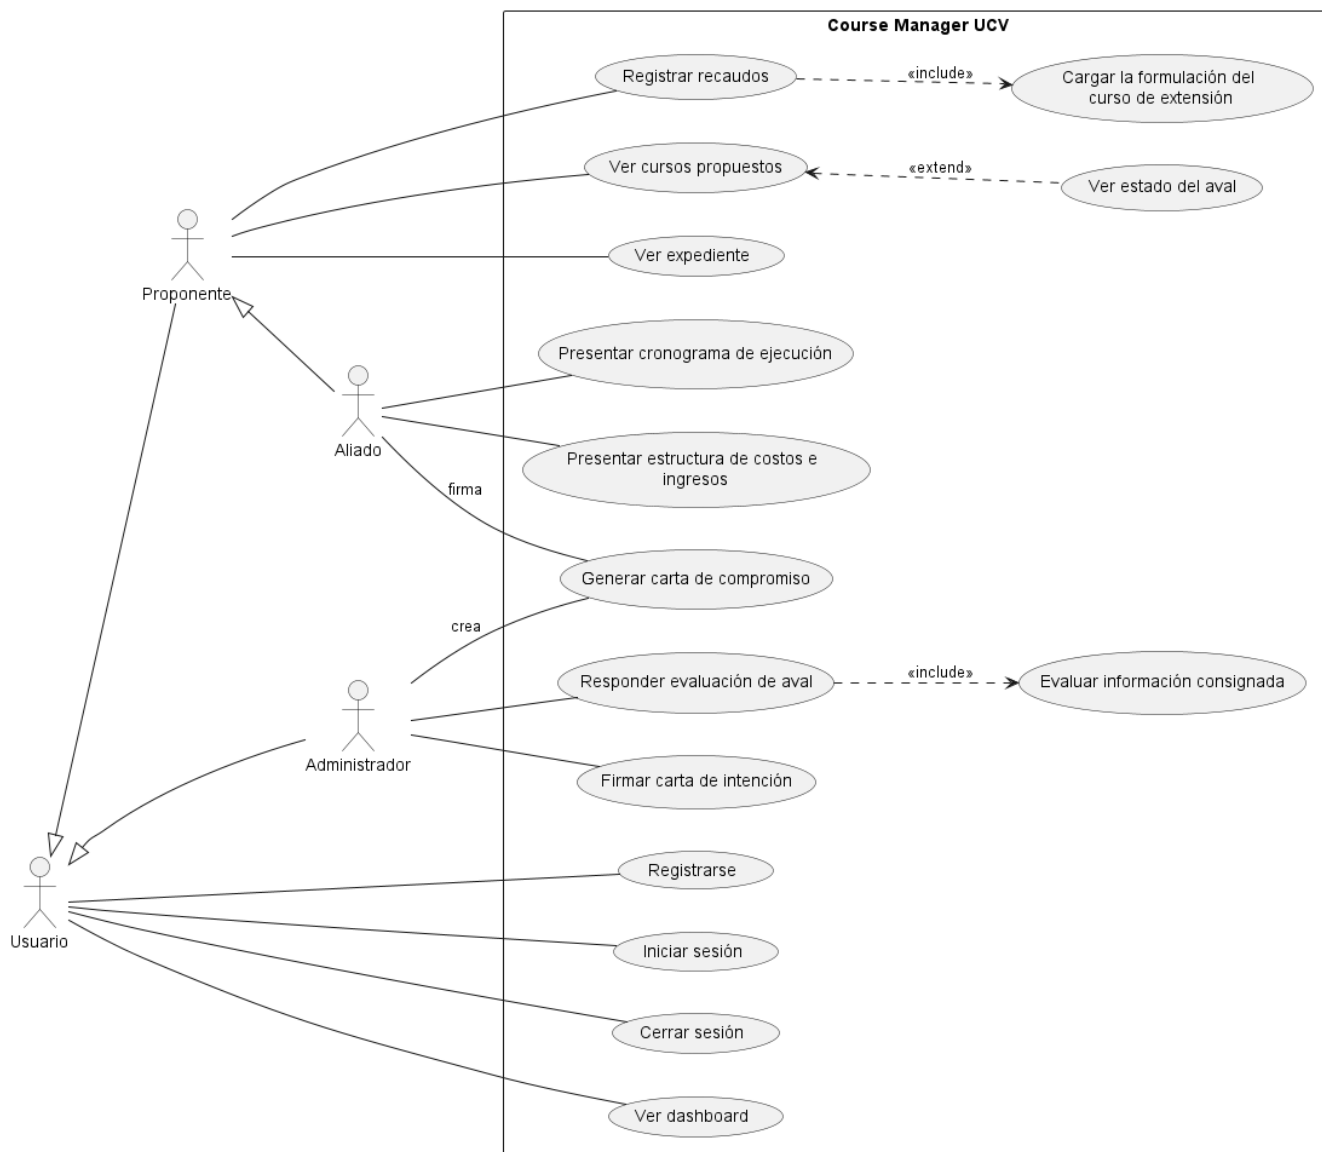 Course Manager UCV
Registrar recaudos
«include»
Cargar la formulación del
curso de extensión
Ver cursos propuestos
«extend»
Ver estado del aval
Ver expediente
Proponente
Presentar cronograma de ejecución
Aliado
Presentar estructura de costos e
ingresos
firma
Generar carta de compromiso
crea
Responder evaluación de aval
«include»
Evaluar información consignada
Administrador
Firmar carta de intención
Registrarse
Usuario
Iniciar sesión
Cerrar sesión
Ver dashboard